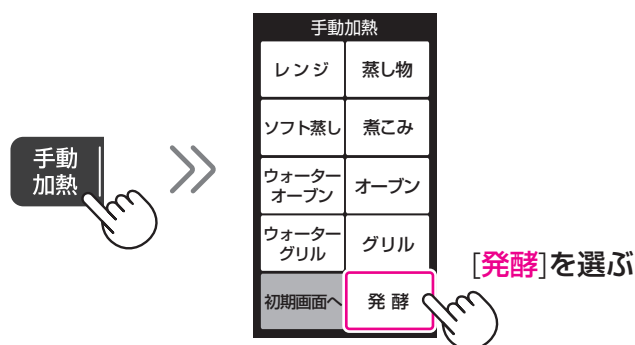 手動加熱
レンジ
蒸し物
ソフト蒸し
煮こみ
手動
加熱
ウォーター
オーブン
オーブン
ウォーター
グリル
グリル
[発酵]を選ぶ
初期画面へ
発酵